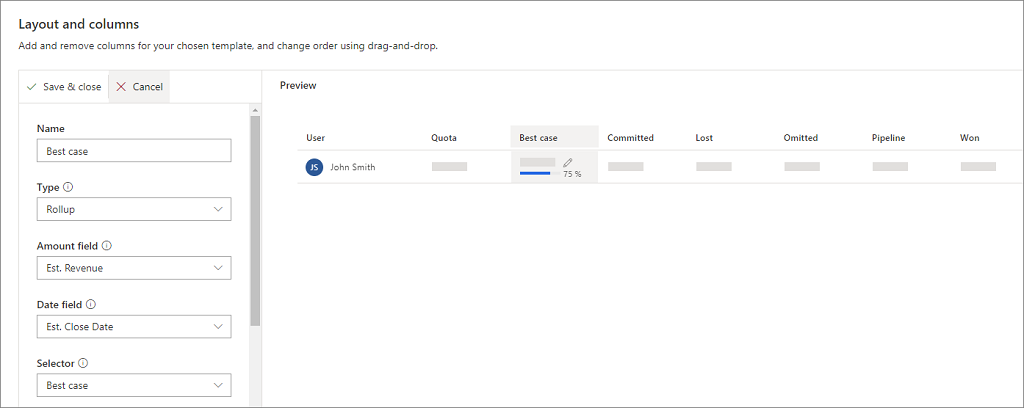 Layout and columns
Add and remove columns for your chosen template, and change order using drag-and-drop.
Save & close Cancel
Preview
Name
Best case
Type
Rollup
Amount field
Est. Revenue
Date field
Est. Close Date
Selector
Best case
User Quota Best case Committed Lost Omitted Pipeline Won
JS John Smith
75 %